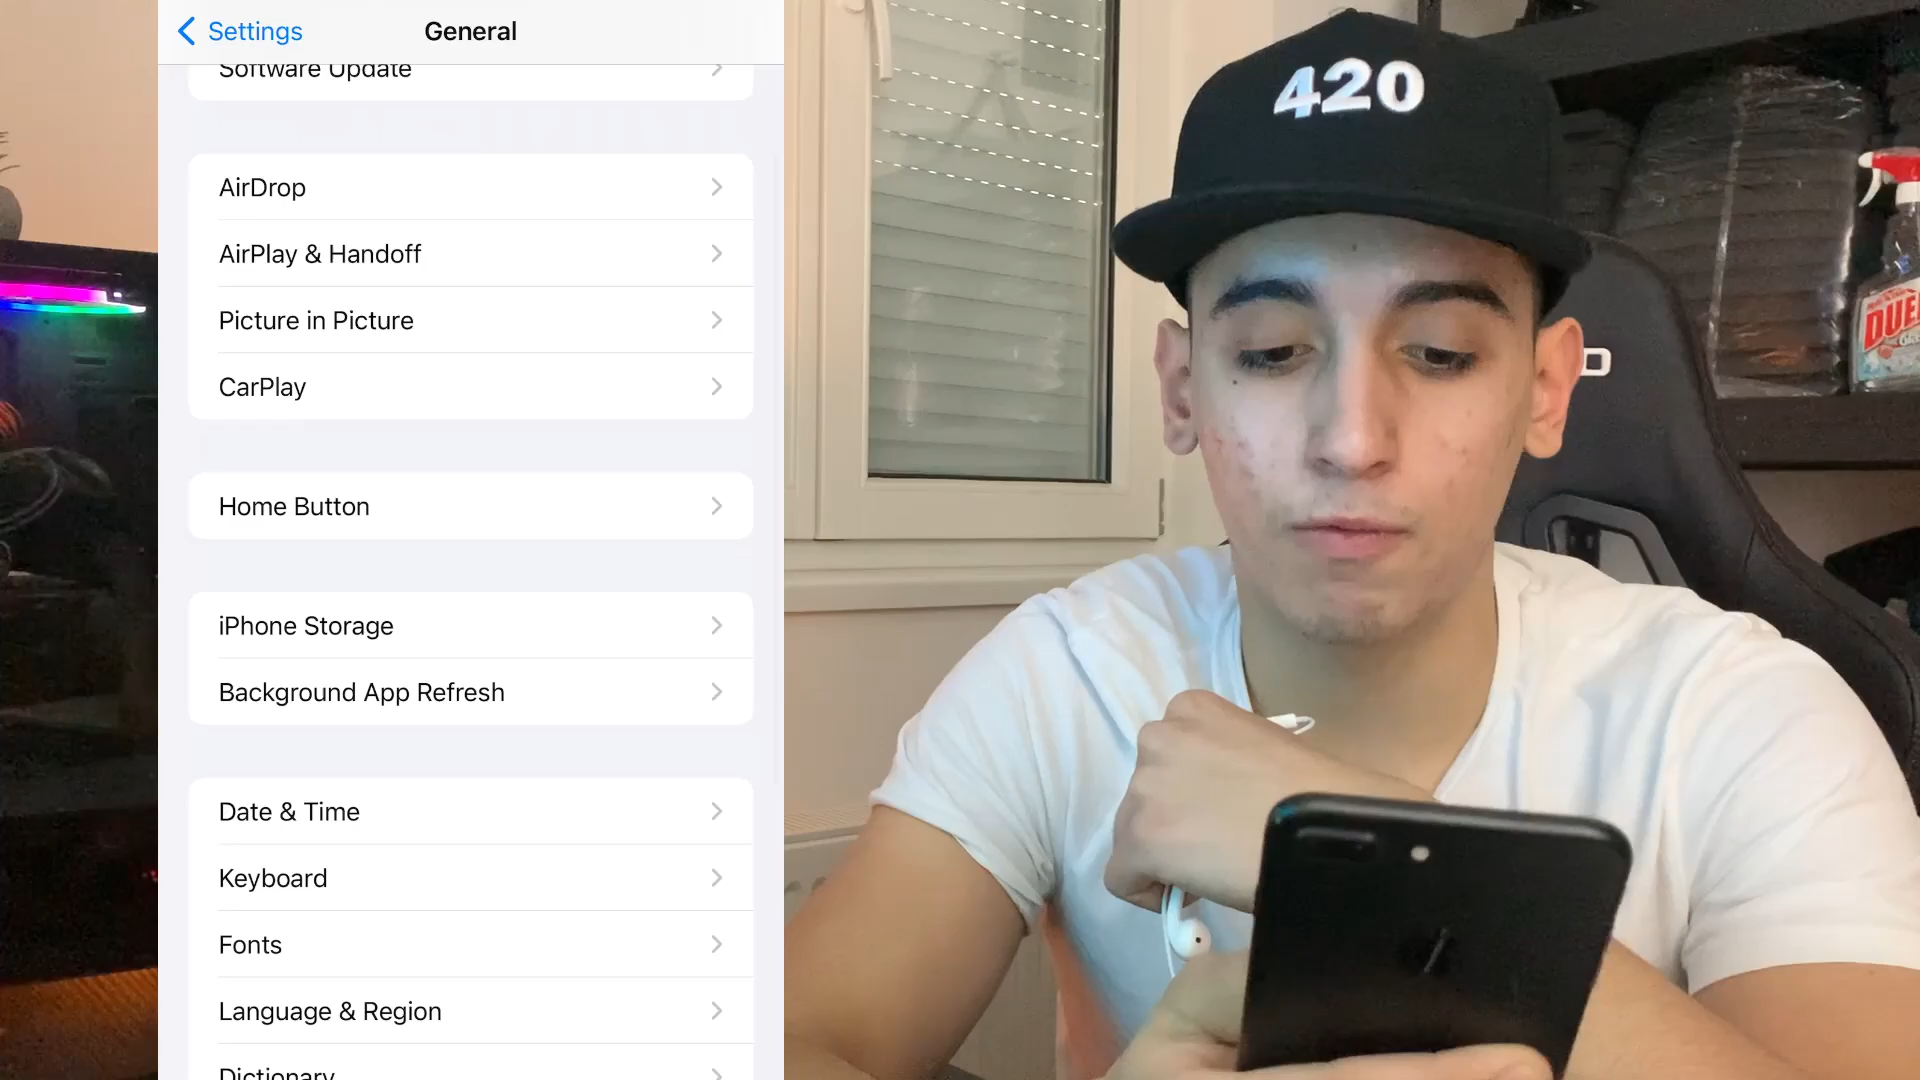 Settings
General
Software Update
AirDrop
AirPlay & Handoff
Picture in Picture
CarPlay
Home Button
iPhone Storage
Background App Refresh
Date & Time
Keyboard
Fonts
Language & Region
Dictionary
420
DUEL